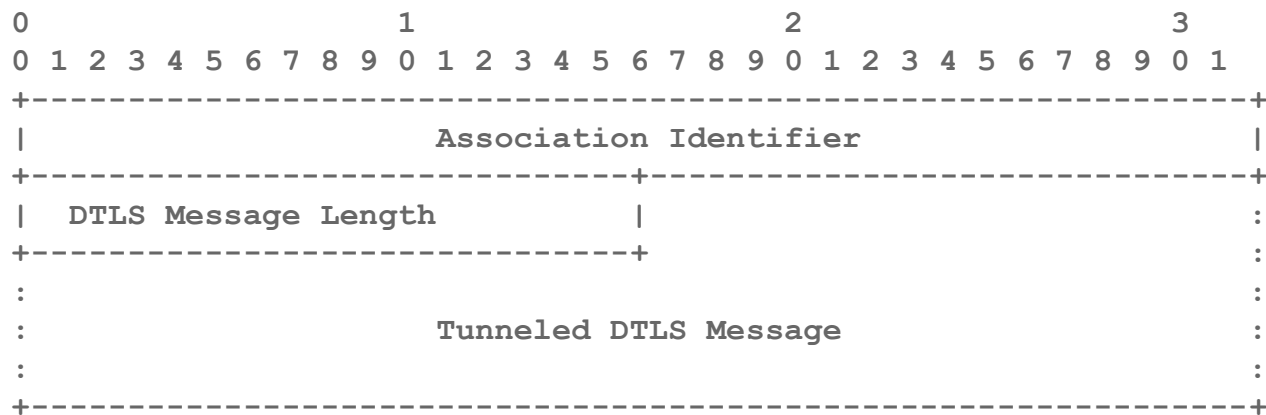 0                   1                   2                   3
0 1 2 3 4 5 6 7 8 9 0 1 2 3 4 5 6 7 8 9 0 1 2 3 4 5 6 7 8 9 0 1
+---------------------------------------------------------------+
|                     Association Identifier                    |
+-------------------------------+-------------------------------+
|  DTLS Message Length          |                               :
+-------------------------------+                               :
:                                                               :
:                     Tunneled DTLS Message                     :
:                                                               :
+---------------------------------------------------------------+